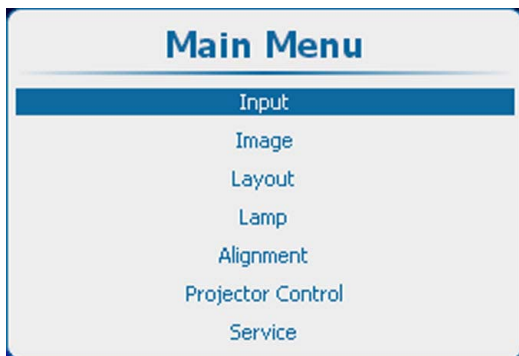 Main Menu
Input
Image
Layout
Lamp
Alignment
Projector Control
Service